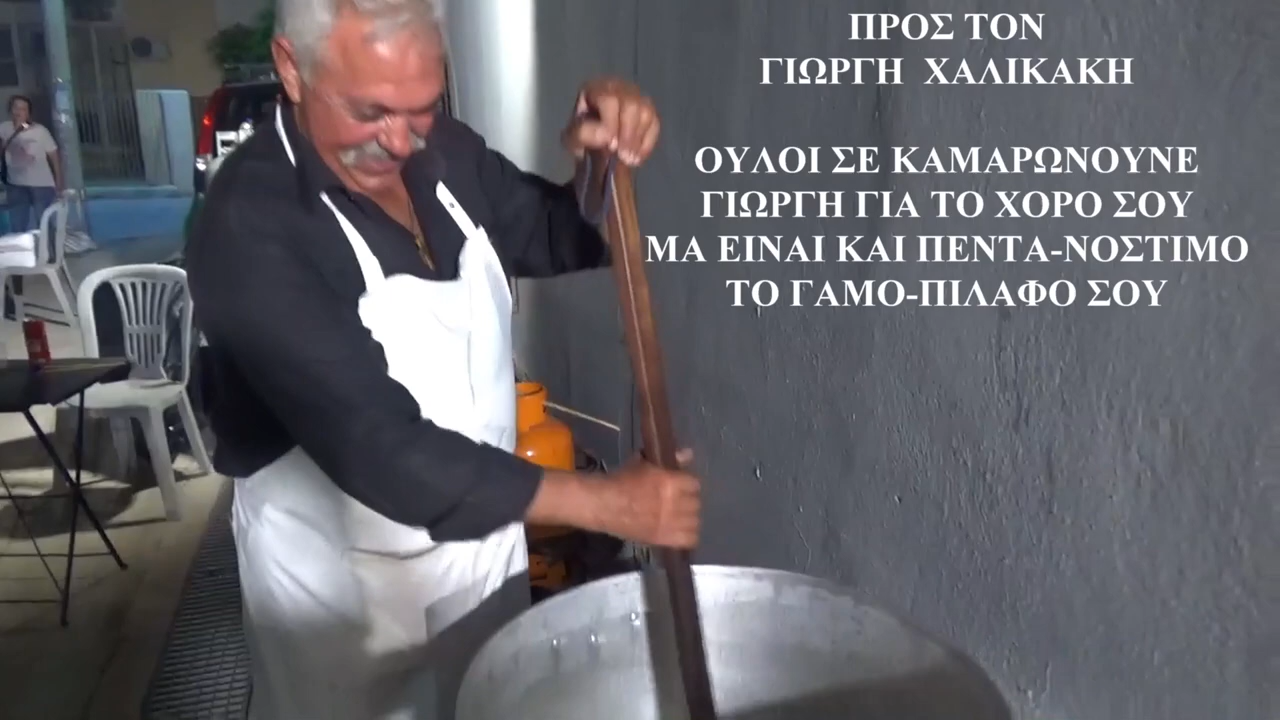 ΠΡΟΣ ΤΟΝ
ΓΙΩΡΓΗ ΧΑΛΙΚΑΚΗ
ΟΥΛΟΙ ΣΕ ΚΑΜΑΡΩΝΟΥΝΕ
ΓΙΩΡΓΗ ΓΙΑ ΤΟ ΧΟΡΟ ΣΟΥ
ΜΑ ΕΙΝΑΙ ΚΑΙ ΠΕΝΤΑ-ΝΟΣΤΙΜΟ
ΤΟ ΓΑΜΟ-ΠΙΛΑΦΟ ΣΟΥ